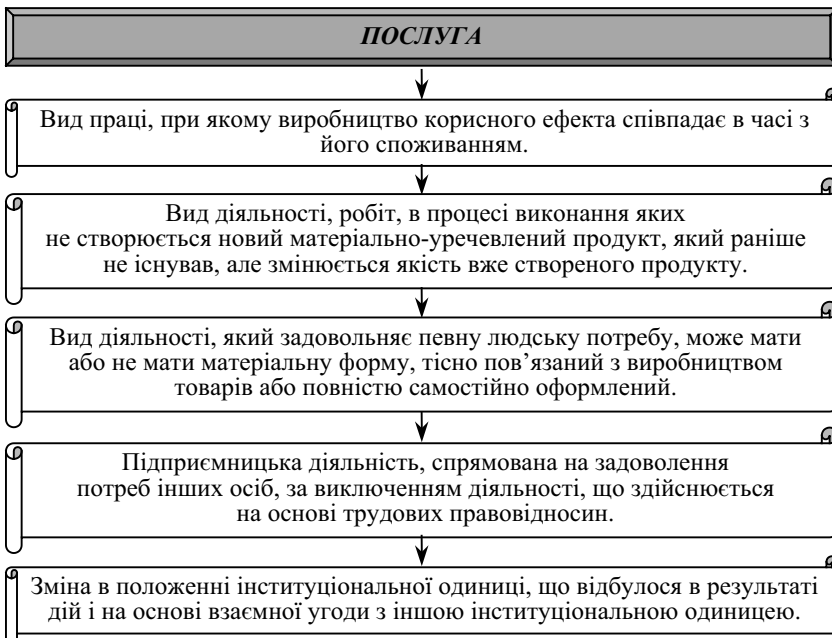 ПОСЛУГА
Вид праці, при якому виробництво корисного ефекта співпадає в часі з
його споживанням.
Вид діяльності, робіт, в процесі виконання яких
не створюється новий матеріально-уречевлений продукт, який раніше
не існував, але змінюється якість вже створеного продукту.
Вид діяльності, який задовольняє певну людську потребу, може мати
або не мати матеріальну форму, тісно пов’язаний з виробництвом
товарів або повністю самостійно оформлений.
Підприємницька діяльність, спрямована на задоволення
потреб інших осіб, за виключенням діяльності, що здійснюється
на основі трудових правовідносин.
Зміна в положенні інституціональної одиниці, що відбулося в результаті
дій і на основі взаємної угоди з іншою інституціональною одиницею.